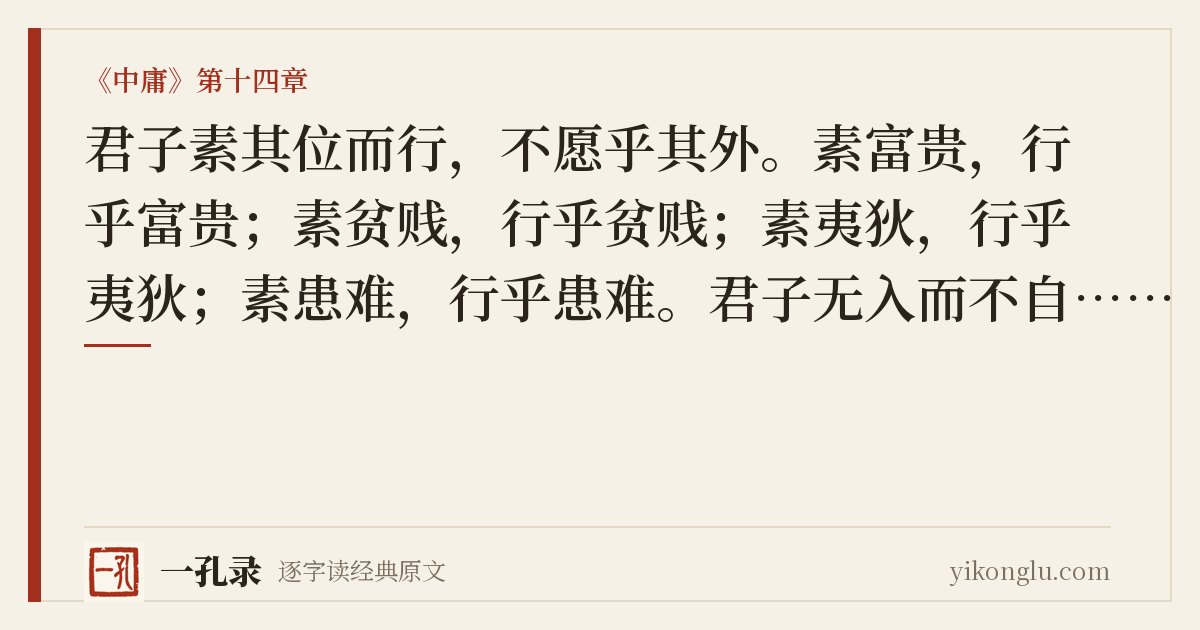 《中庸》第十四章
君子素其位而行，不愿乎其外。素富贵，行
乎富贵；素贫贱，行乎贫贱；素夷狄，行乎
夷狄；素患难，行乎患难。君子无入而不自……
一孔
一孔录 逐字读经典原文
yikonglu.com